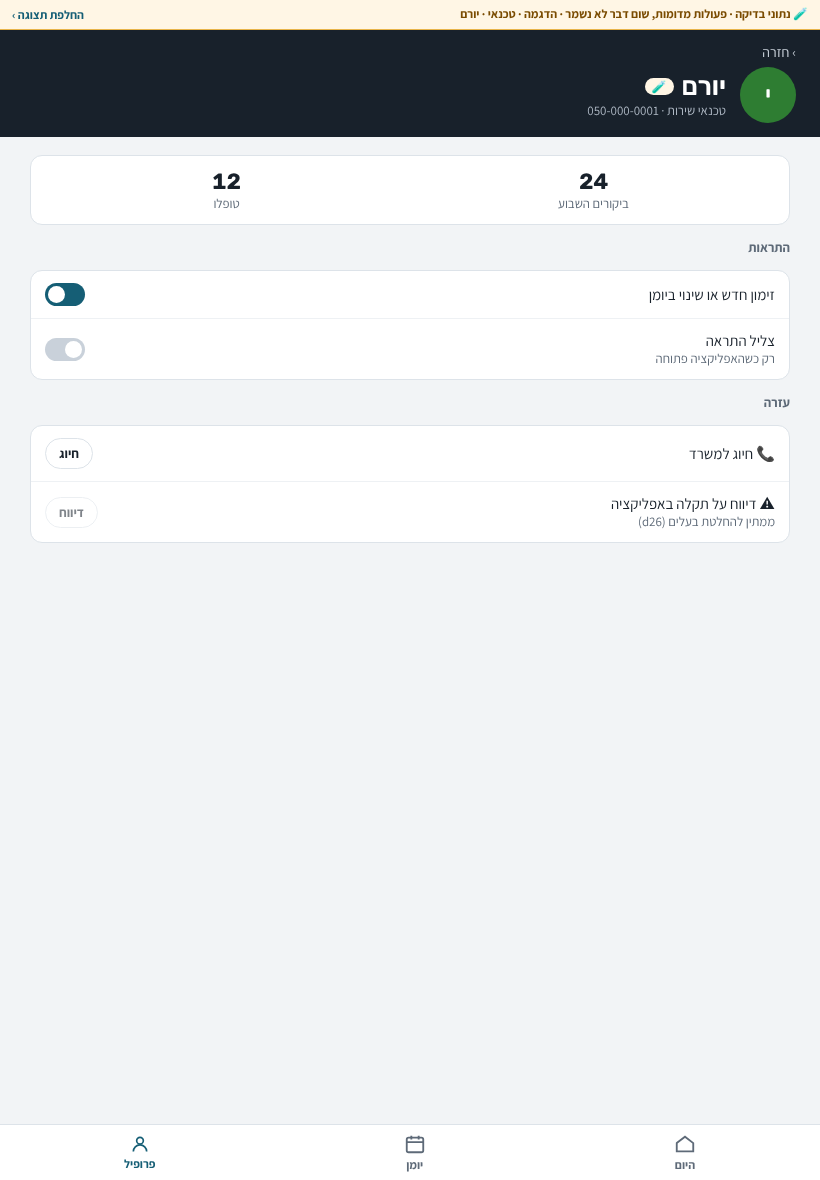 🧪 נתוני בדיקה · פעולות מדומות, שום דבר לא נשמר · הדגמה · טכנאי · יורם
החלפת תצוגה ›
› חזרה
י
יורם 🧪
טכנאי שירות · 050-000-0001
24
ביקורים השבוע
12
טופלו
התראות
זימון חדש או שינוי ביומן
צליל התראה
רק כשהאפליקציה פתוחה
עזרה
📞 חיוג למשרד
חיוג
⚠ דיווח על תקלה באפליקציה
ממתין להחלטת בעלים (d26)
דיווח
היום
יומן
פרופיל